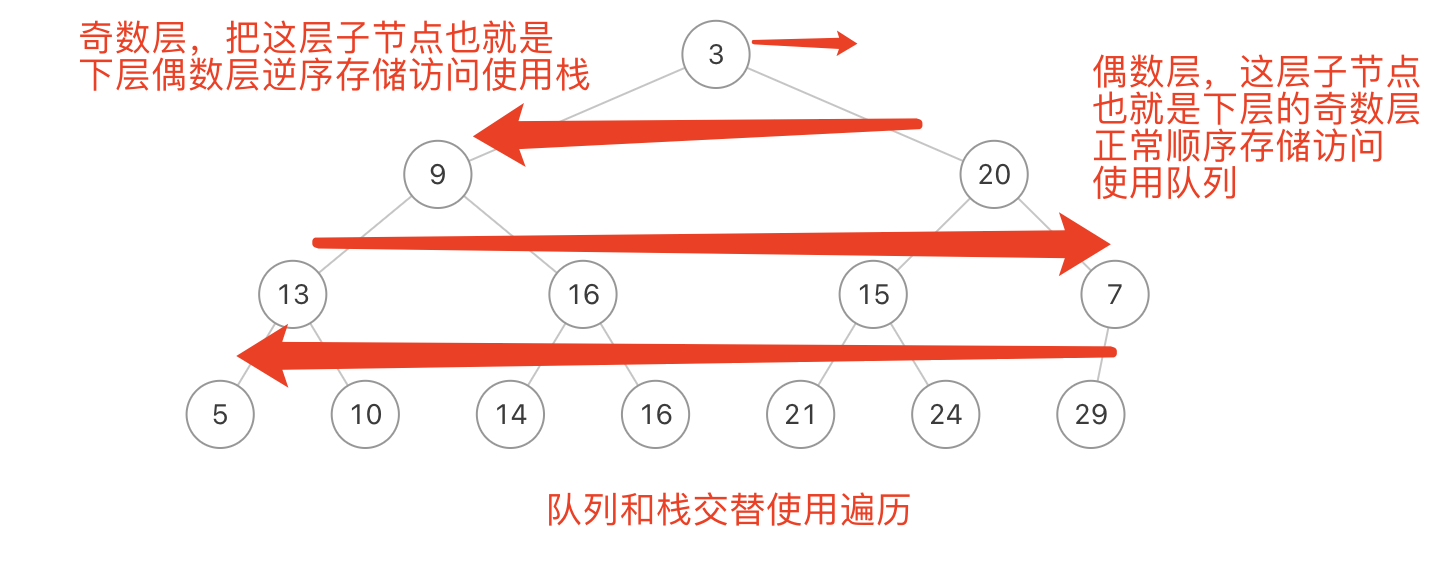 奇数层，把这层子节点也就是
下层偶数层逆序存储访问使用栈
3
偶数层，这层子节点
也就是下层的奇数层
正常顺序存储访问
使用队列
9
20
13
16
15
7
5
10
14
16
21
24
29
队列和栈交替使用遍历